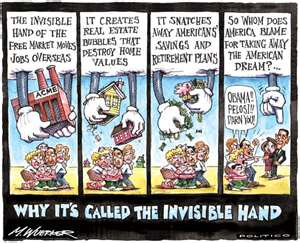 THE INVISIBLE
HAND OF THE
FREE MARKET MOVES
JOBS OVERSEAS
ACME
IT CREATES
REAL ESTATE
BUBBLES THAT
DESTROY HOME
VALUES
IT SNATCHES
AWAY AMERICANS'
SAVINGS AND
RETIREMENT PLANS
SO WHOM DOES
AMERICA BLAME
FOR TAKING AWAY
THE AMERICAN
DREAM?...
OBAMA!
PELOSI!!
DARN YOU!
WHY IT'S CALLED THE INVISIBLE HAND
M.WUERKER
POLITICO